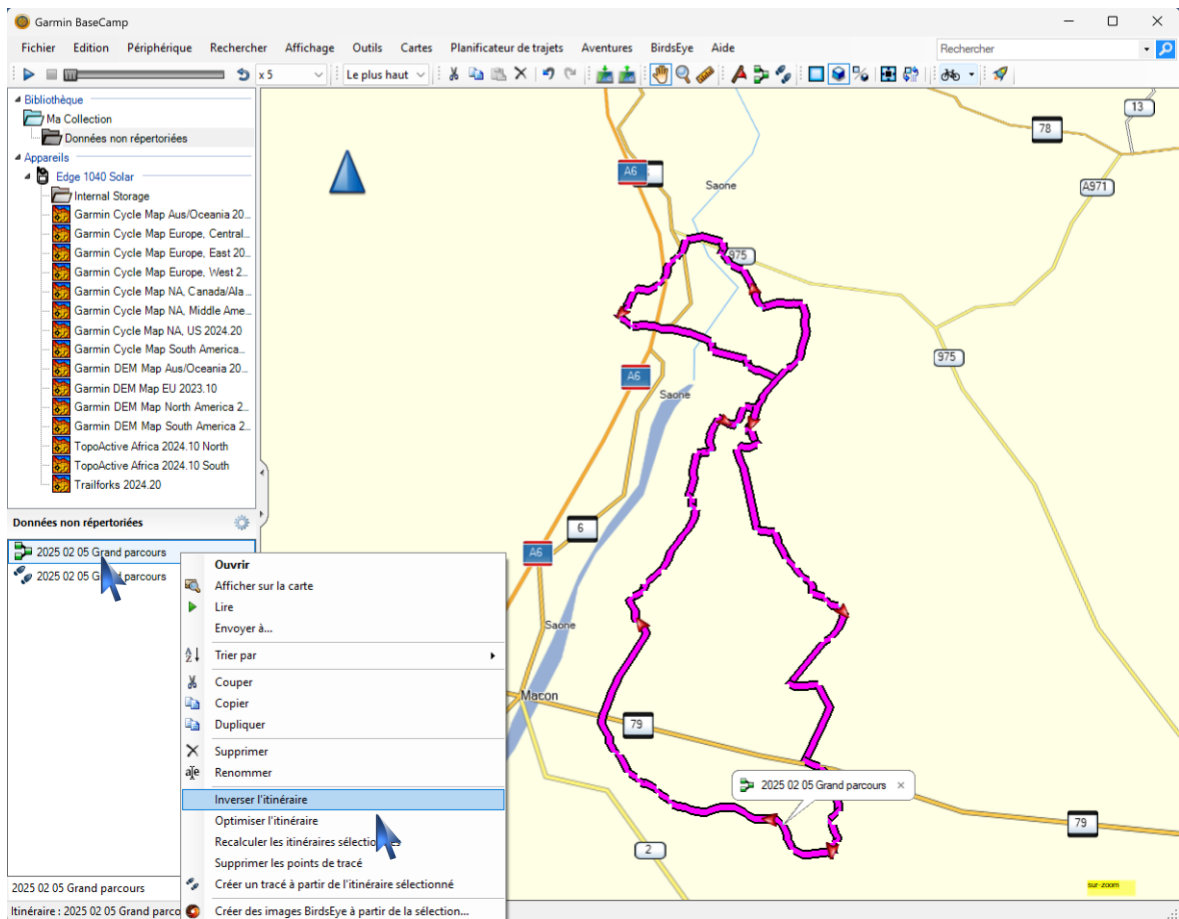 Garmin BaseCamp
Fichier Edition Périphérique Rechercher Affichage Outils Cartes Planificateur de trajets Aventures BirdsEye Aide
Rechercher
x 5
Le plus haut
Bibliothèque
Ma Collection
Données non répertoriées
Appareils
Edge 1040 Solar
Internal Storage
Garmin Cycle Map Aus/Oceania 20...
Garmin Cycle Map Europe, Central...
Garmin Cycle Map Europe, East 20...
Garmin Cycle Map Europe, West 2...
Garmin Cycle Map NA, Canada/Ala...
Garmin Cycle Map NA, Middle Ame...
Garmin Cycle Map NA, US 2024.20
Garmin Cycle Map South America...
Garmin DEM Map Aus/Oceania 20...
Garmin DEM Map EU 2023.10
Garmin DEM Map North America 2...
Garmin DEM Map South America 2...
TopoActive Africa 2024.10 North
TopoActive Africa 2024.10 South
Trailforks 2024.20
Données non répertoriées
2025 02 05 Grand parcours
2025 02 05 Grand parcours
Ouvrir
Afficher sur la carte
Lire
Envoyer à...
Trier par
Couper
Copier
Dupliquer
Supprimer
Renommer
Inverser l'itinéraire
Optimiser l'itinéraire
Recalculer les itinéraires
Supprimer les points de tracé
Créer un tracé à partir de l'itinéraire sélectionné
Créer des images BirdsEye à partir de la sélection...
2025 02 05 Grand parcours
Itinéraire : 2025 02 05 Grand parco
13
78
A6
Saone
A971
975
975
A6
Saone
6
A6
Saone
Macon
79
2025 02 05 Grand parcours
79
2
sur-zoom